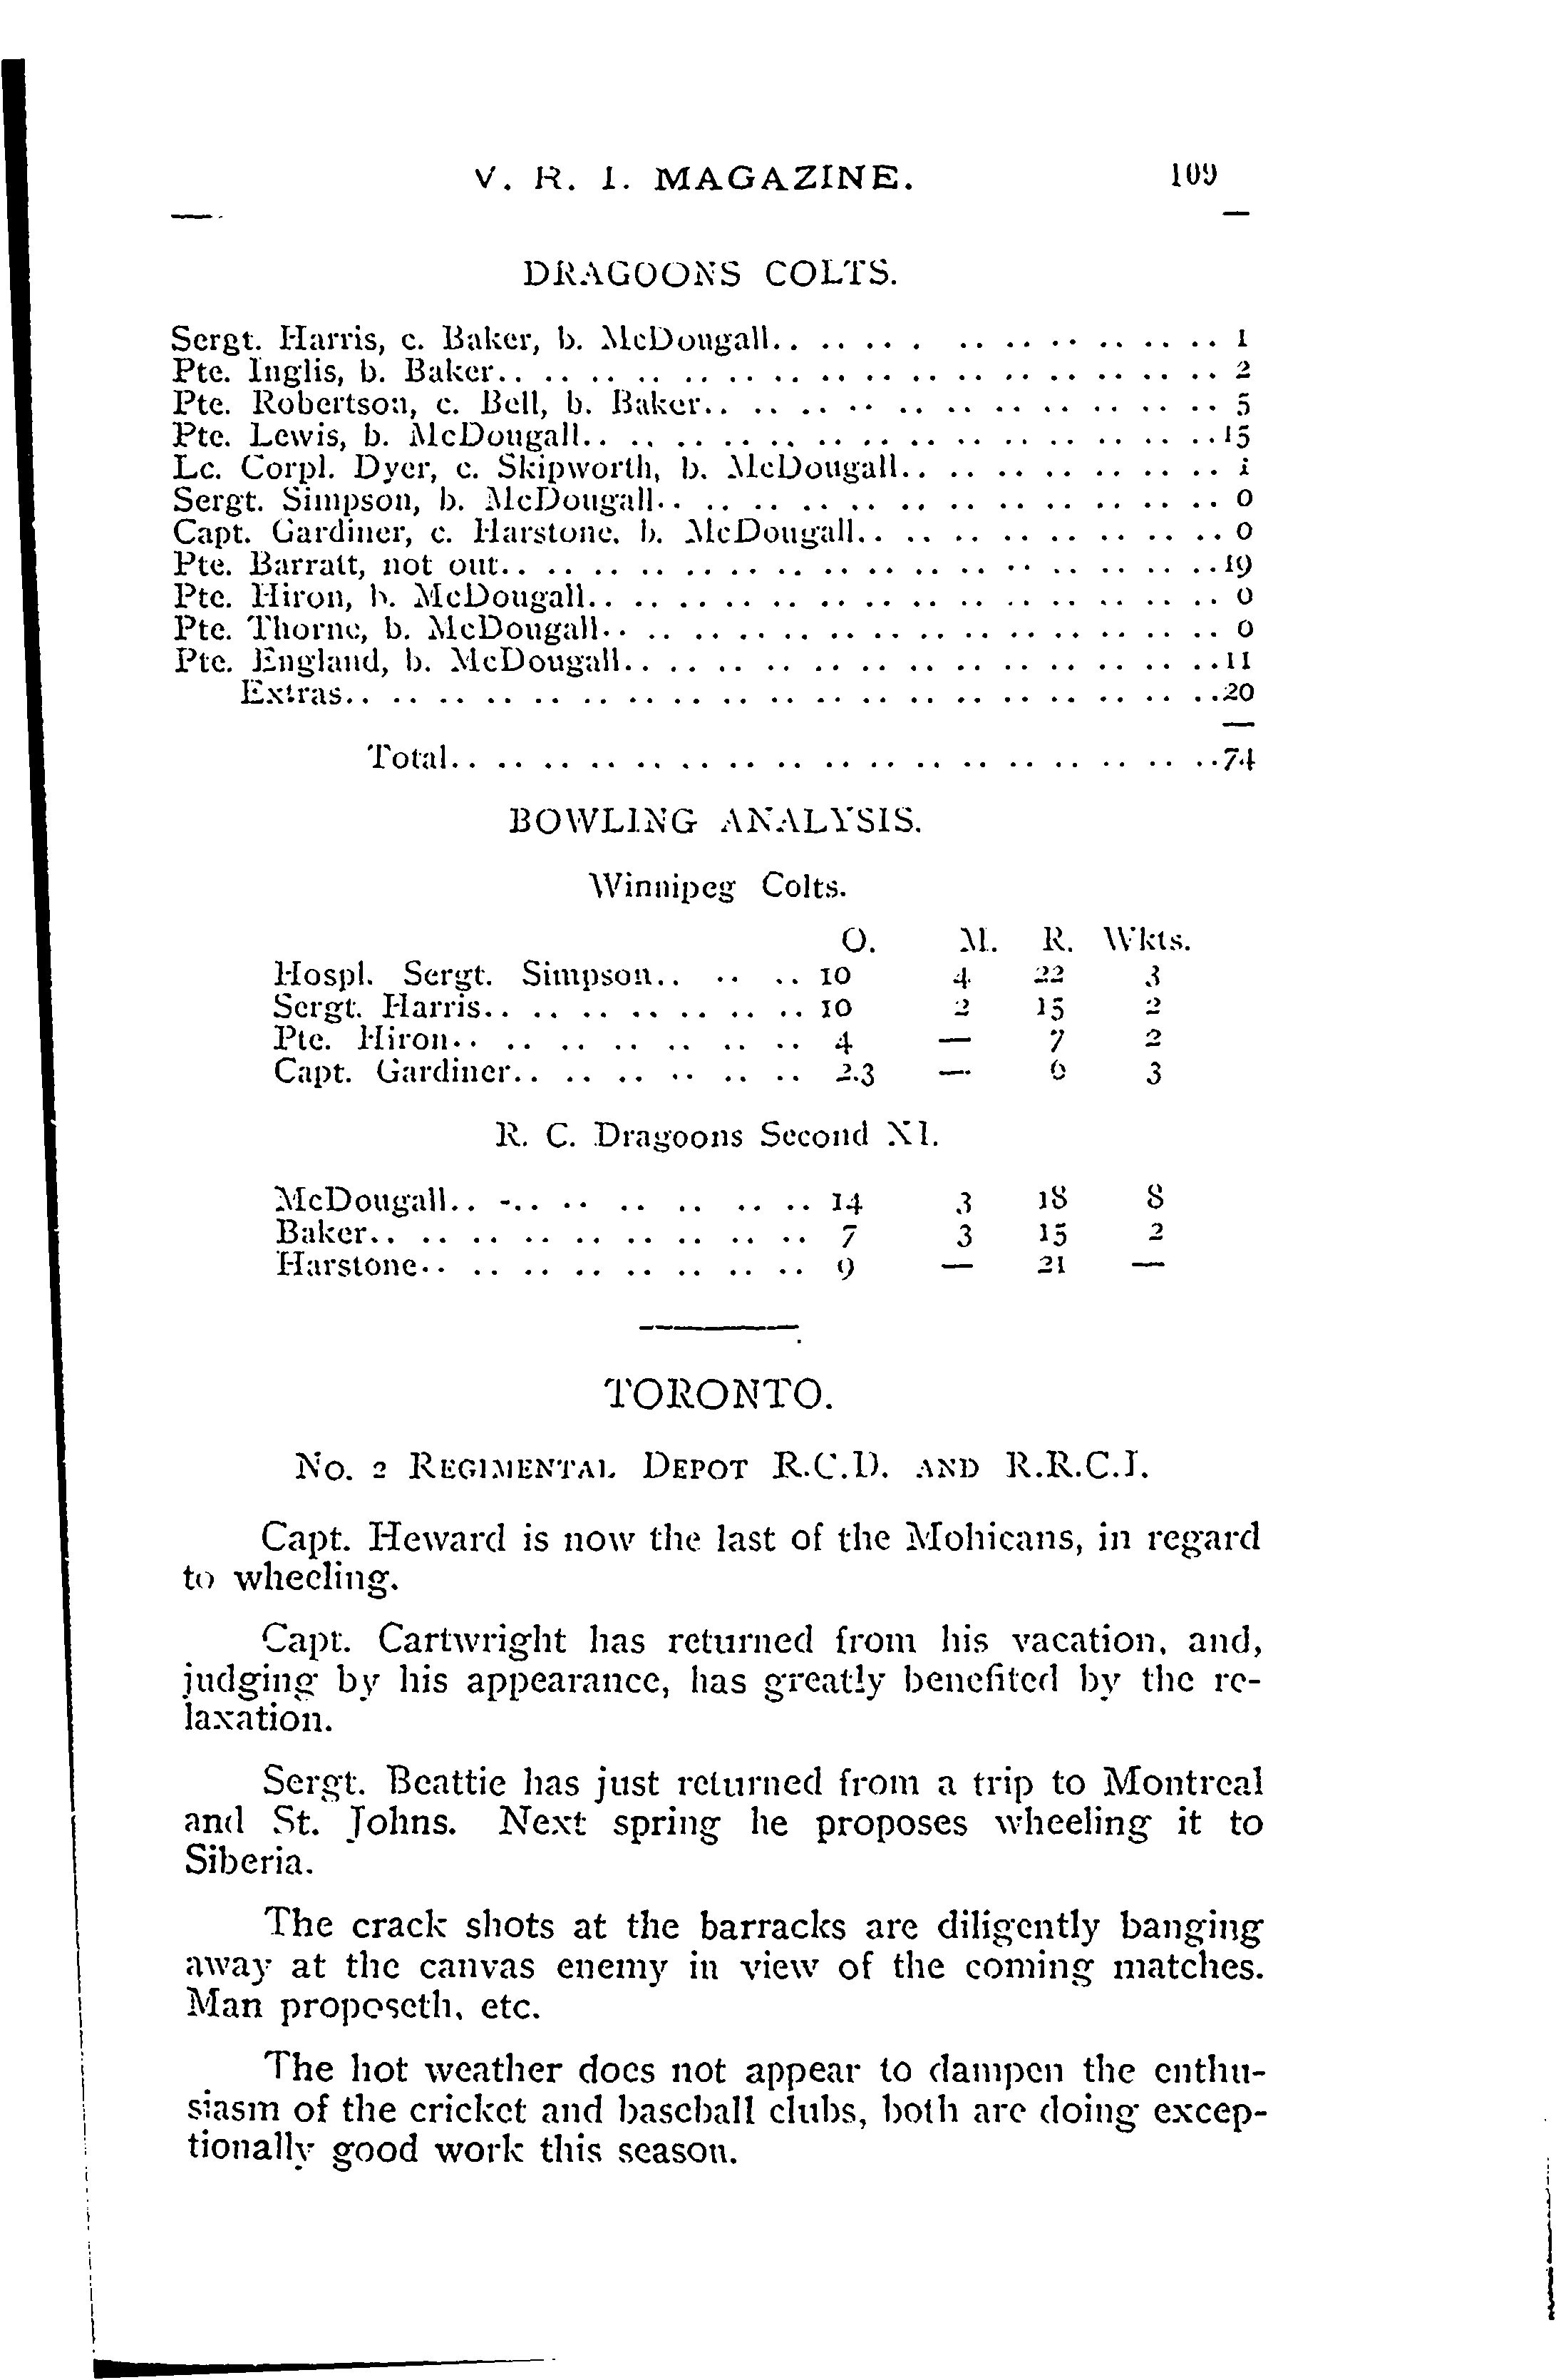 V. R. I. MAGAZINE. 109
DRAGOONS COLTS.
Sergt. Harris, c. Baker, b. McDougall.. .. .. . .. .. .. .. .. .. 1
Pte. Inglis, b. Baker.. .. .. .. .. .. .. .. .. .. .. .. .. .. .. .. 2
Pte. Robertson, c. Bell, b. Baker.. .. .. .. .. .. .. .. .. .. .. .. 5
Ptc. Lewis, b. McDougall.. .. .. .. .. .. .. .. .. .. .. .. .. ..15
Lc. Corpl. Dyer, c. Skipworth, b. McDougall.. .. .. .. .. .. .. .. 1
Sergt. Simpson, b. McDougall.. .. .. .. .. .. .. .. .. .. .. .. .. 0
Capt. Gardiner, c. Harstone. b. McDougall.. .. .. .. .. .. .. .. .. 0
Pte. Barratt, not out.. .. .. .. .. .. .. .. .. .. .. .. .. .. .. ..19
Ptc. Hiron, b. McDougall.. .. .. .. .. .. .. .. .. .. .. .. .. .. 0
Pte. Thorne, b. McDougall.. .. .. .. .. .. .. .. .. .. .. .. .. .. 0
Ptc. England, b. McDougall.. .. .. .. .. .. .. .. .. .. .. .. .. ..11
Extras.. .. .. .. .. .. .. .. .. .. .. .. .. .. .. .. .. .. ..20
Total.. .. .. .. .. .. .. .. .. .. .. .. .. .. .. .. ..74
BOWLING ANALYSIS.
Winnipeg Colts.
O. M. R. Wkts.
Hospl. Sergt. Simpson.. .. .. 10 4 22 3
Sergt. Harris.. .. .. .. .. .. .. 10 2 15 2
Pte. Hiron.. .. .. .. .. .. .. 4 — 7 2
Capt. Gardiner.. .. .. .. .. .. 2.3 — 6 3
R. C. Dragoons Second XI.
McDougall.. -.. .. .. .. .. .. 14 3 18 8
Baker.. .. .. .. .. .. .. .. .. 7 3 15 2
Harstone.. .. .. .. .. .. .. .. 9 — 21 —
TORONTO.
No. 2 REGIMENTAL DEPOT R.C.D. AND R.R.C.I.
Capt. Heward is now the last of the Mohicans, in regard
to wheeling.
Capt. Cartwright has returned from his vacation, and,
judging by his appearance, has greatly benefited by the re-
laxation.
Sergt. Beattie has just returned from a trip to Montreal
and St. Johns. Next spring he proposes wheeling it to
Siberia.
The crack shots at the barracks are diligently banging
away at the canvas enemy in view of the coming matches.
Man proposeth, etc.
The hot weather does not appear to dampen the enthu-
siasm of the cricket and baseball clubs, both are doing excep-
tionally good work this season.